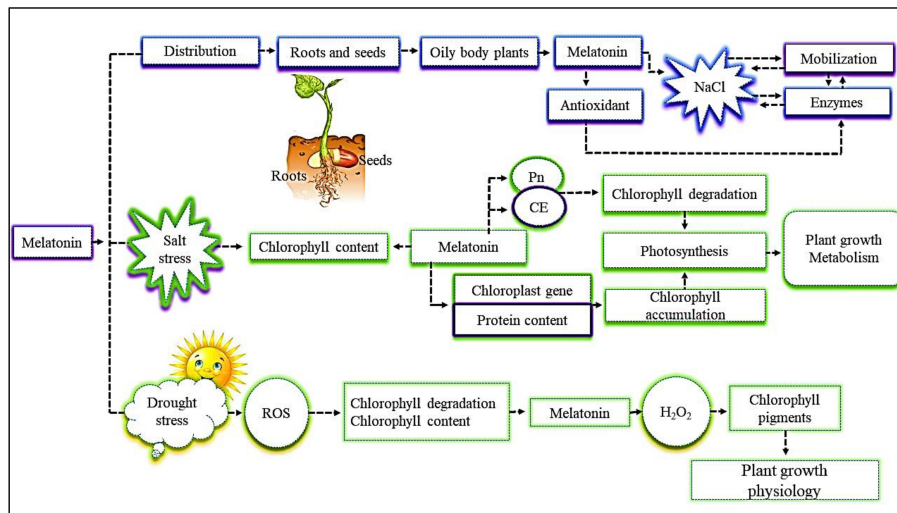 Distribution
Roots and seeds
Oily body plants
Melatonin
Mobilization
NaCl
Antioxidant
Enzymes
Roots
Seeds
Pn
CE
Chlorophyll degradation
Melatonin
Salt
stress
Chlorophyll content
Melatonin
Photosynthesis
Plant growth
Metabolism
Chloroplast gene
Protein content
Chlorophyll
accumulation
Drought
stress
ROS
Chlorophyll degradation
Chlorophyll content
Melatonin
H₂O₂
Chlorophyll
pigments
Plant growth
physiology